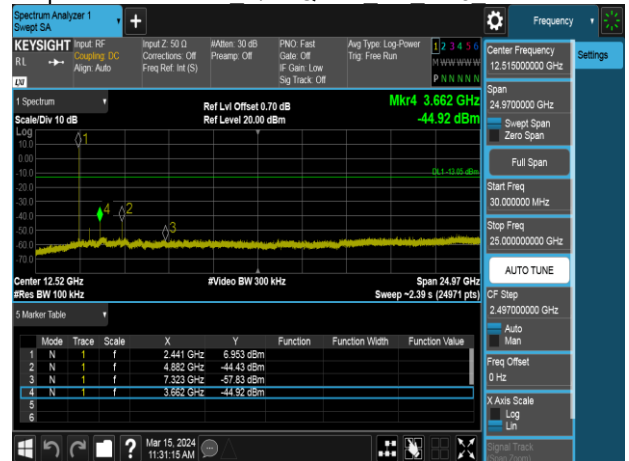 Spectrum Analyzer 1
Swept SA
Frequency
KEYSIGHT
Input: RF
Input Z: 50 Ω
#Atten: 30 dB
PNO: Fast
Avg Type: Log-Power
1 2 3 4 5 6
RL
Coupling: DC
Corrections: Off
Preamp: Off
Gate: Off
Trig: Free Run
M W W W W W
Align: Auto
Freq Ref: Int (S)
IF Gain: Low
Sig Track: Off
P N N N N N
LXI
Center Frequency
12.515000000 GHz
Settings
Span
24.9700000 GHz
Swept Span
Zero Span
Full Span
Start Freq
30.000000 MHz
Stop Freq
25.000000000 GHz
AUTO TUNE
CF Step
2.497000000 GHz
Auto
Man
Freq Offset
0 Hz
X Axis Scale
Log
Lin
Signal Track
(Span Zoom)
1 Spectrum
Ref Lvl Offset 0.70 dB
Mkr4 3.662 GHz
Scale/Div 10 dB
Ref Level 20.00 dBm
-44.92 dBm
Log
10.0
0.00
-10.0
-20.0
-30.0
-40.0
-50.0
-60.0
-70.0
1
DL1 -13.05 dBm
4
2
3
Center 12.52 GHz
#Video BW 300 kHz
Span 24.97 GHz
#Res BW 100 kHz
Sweep ~2.39 s (24971 pts)
5 Marker Table
Mode Trace Scale X Y Function Function Width Function Value
1 N 1 f 2.441 GHz 6.953 dBm
2 N 1 f 4.882 GHz -44.43 dBm
3 N 1 f 7.323 GHz -57.83 dBm
4 N 1 f 3.662 GHz -44.92 dBm
5
6
?
Mar 15, 2024
11:31:15 AM